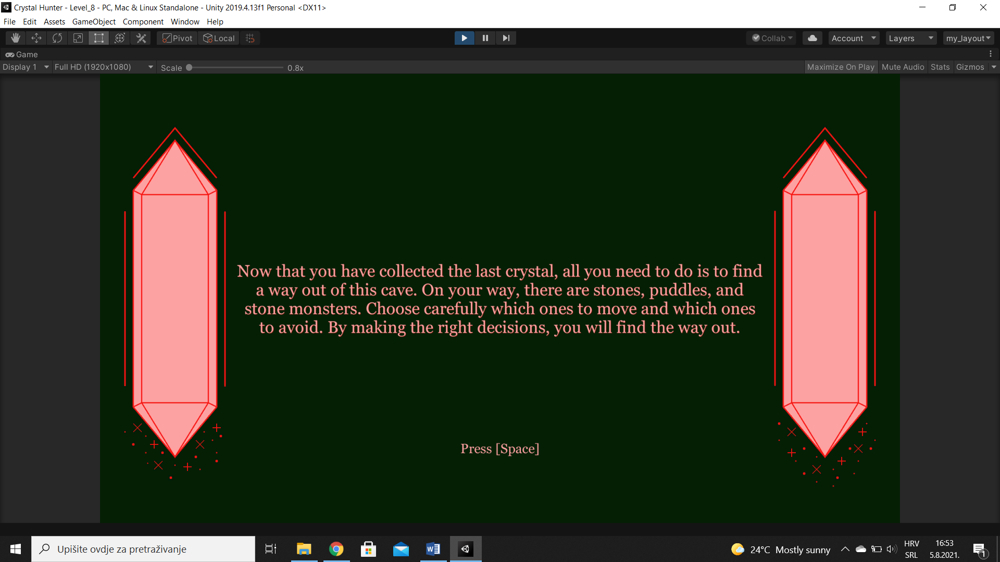 Crystal Hunter - Level_8 - PC, Mac & Linux Standalone - Unity 2019.4.13f1 Personal <DX11>
File Edit Assets GameObject Component Window Help
Pivot Local Collab Account Layers my_layout
Game
Display 1 Full HD (1920x1080) Scale 0.8x Maximize On Play Mute Audio Stats Gizmos
Now that you have collected the last crystal, all you need to do is to find
a way out of this cave. On your way, there are stones, puddles, and
stone monsters. Choose carefully which ones to move and which ones
to avoid. By making the right decisions, you will find the way out.
Press [Space]
Upišite ovdje za pretraživanje
24°C Mostly sunny
HRV
SRL
16:53
5.8.2021.
1